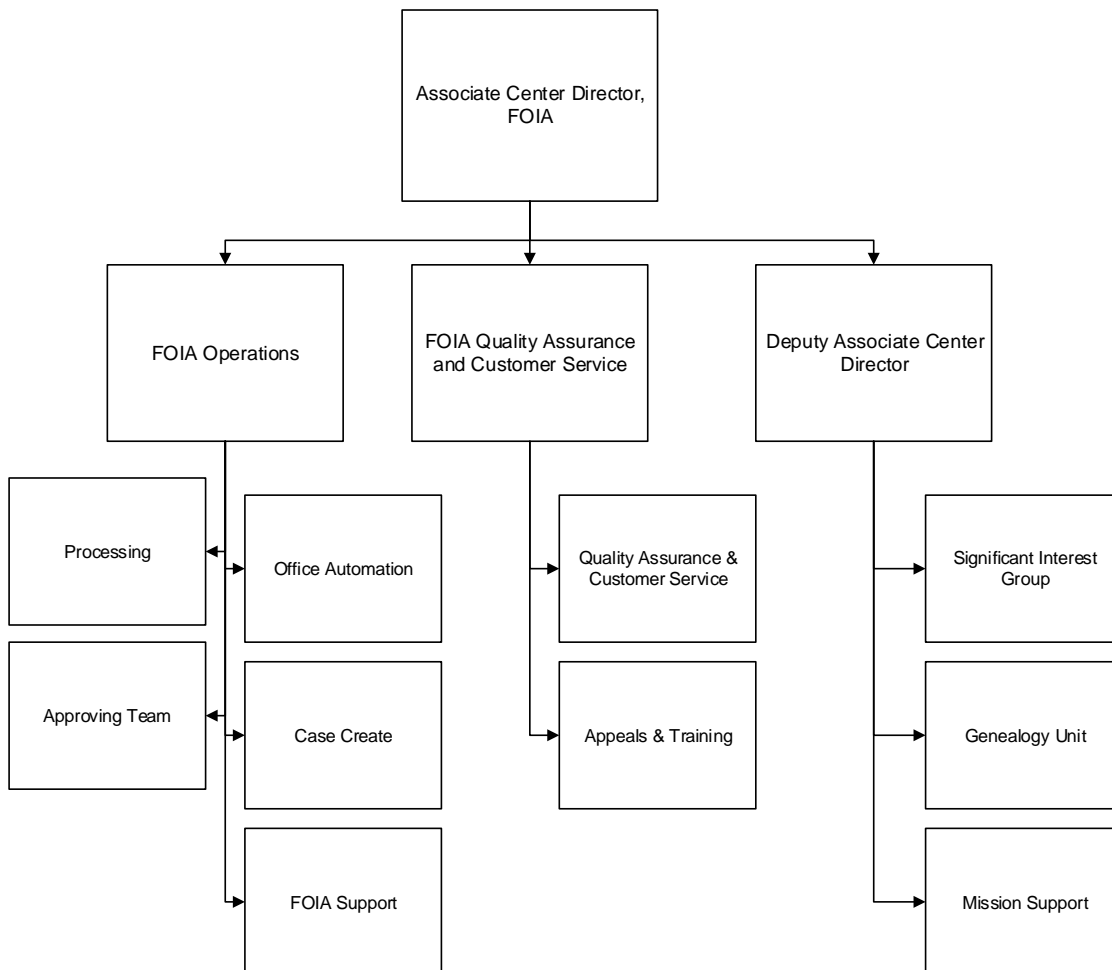 Associate Center Director,
FOIA
FOIA Operations
FOIA Quality Assurance
and Customer Service
Deputy Associate Center
Director
Processing
Office Automation
Quality Assurance &
Customer Service
Significant Interest
Group
Approving Team
Case Create
Appeals & Training
Genealogy Unit
FOIA Support
Mission Support